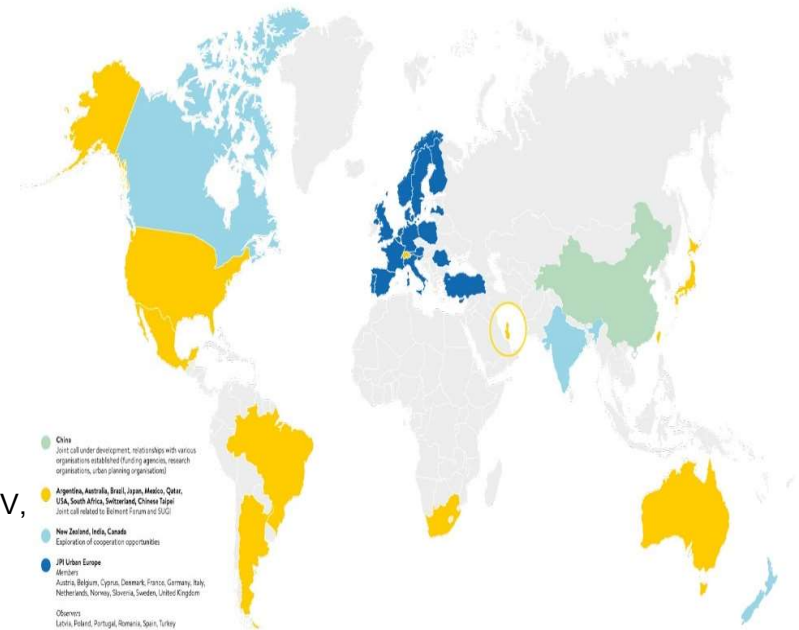 China
Joint call under development, relationships with various
organisations established (funding agencies, research
organisations, urban planning organisations)
V,
Argentina, Australia, Brazil, Japan, Mexico, Qatar,
USA, South Africa, Switzerland, Chinese Taipei
Joint call related to Belmont Forum and SUGI
New Zealand, India, Canada
Exploration of cooperation opportunities
JPI Urban Europe
Members
Austria, Belgium, Cyprus, Denmark, France, Germany, Italy,
Netherlands, Norway, Slovenia, Sweden, United Kingdom
Observers
Latvia, Poland, Portugal, Romania, Spain, Turkey